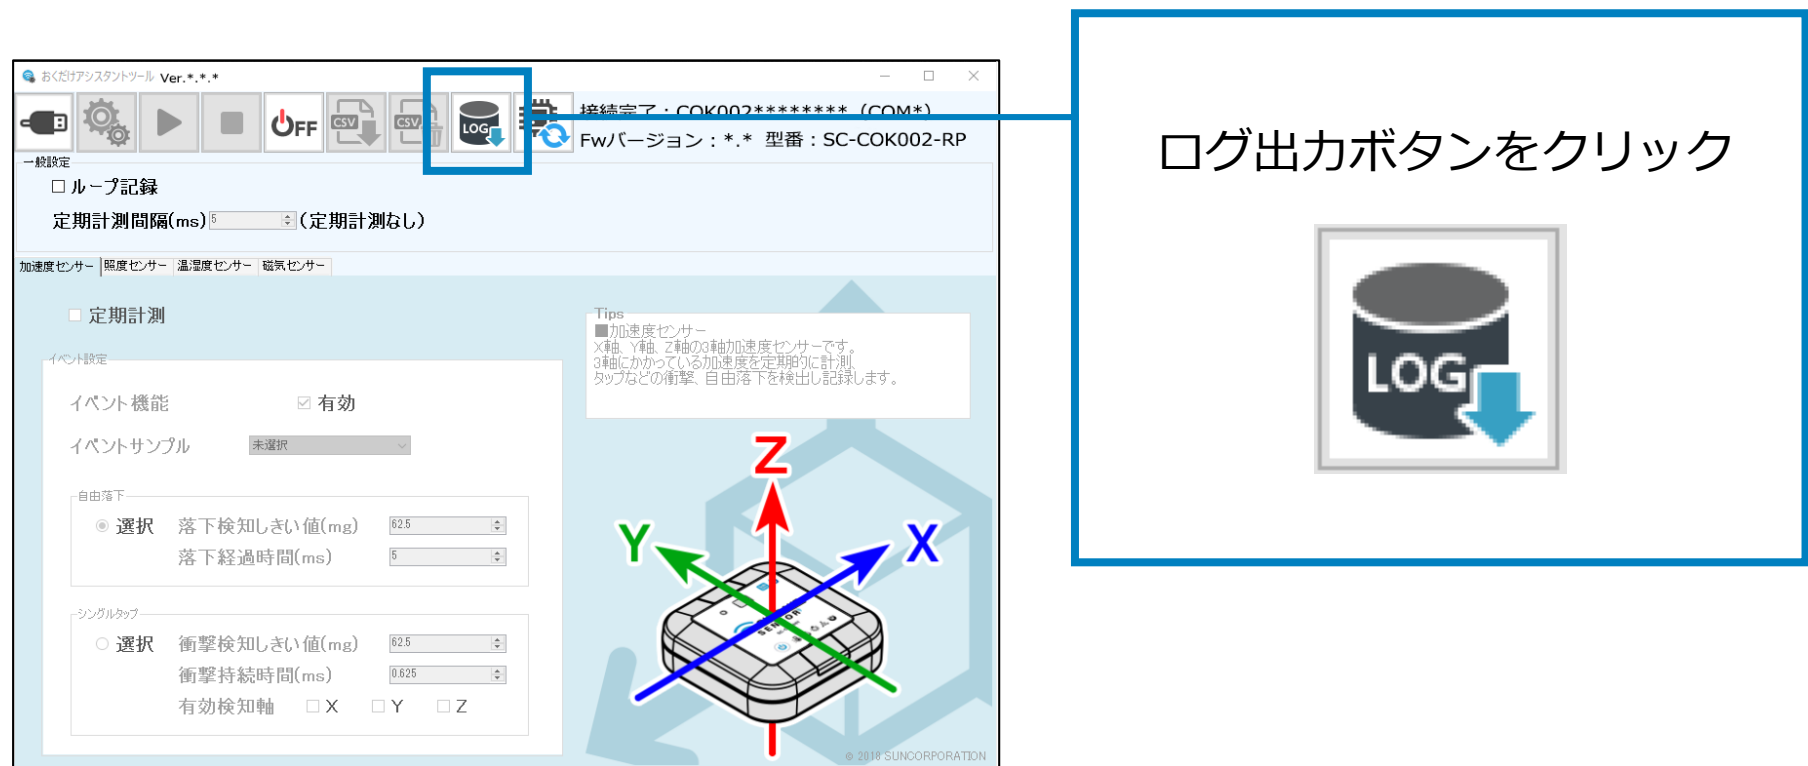 おくだけアシスタントツール Ver.*.*.*
OFF
CSV
CSV
LOG
接続完了：COK002******** (COM*)
Fwバージョン：*.* 型番：SC-COK002-RP
一般設定
ループ記録
定期計測間隔(ms) 5 (定期計測なし)
加速度センサー 照度センサー 温湿度センサー 磁気センサー
定期計測
イベント設定
イベント機能 有効
イベントサンプル 未選択
自由落下
選択 落下検知しきい値(mg) 62.5
落下経過時間(ms) 5
シングルタップ
選択 衝撃検知しきい値(mg) 62.5
衝撃持続時間(ms) 0.625
有効検知軸 X Y Z
Tips
■加速度センサー
X軸、Y軸、Z軸の3軸加速度センサーです。
3軸にかかっている加速度を定期的に計測、
タップなどの衝撃、自由落下を検出し記録します。
Z
Y
X
SENSOR
© 2018 SUNCORPORATION
ログ出力ボタンをクリック
LOG